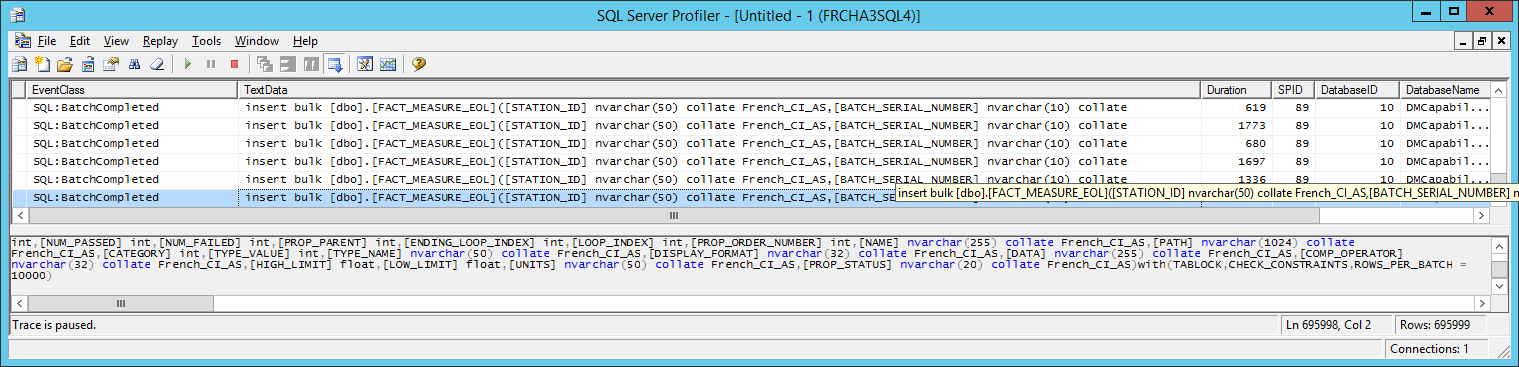 SQL Server Profiler - [Untitled - 1 (FRCHA3SQL4)]
File Edit View Replay Tools Window Help
EventClass TextData Duration SPID DatabaseID DatabaseName
SQL:BatchCompleted insert bulk [dbo].[FACT_MEASURE_EOL]([STATION_ID] nvarchar(50) collate French_CI_AS,[BATCH_SERIAL_NUMBER] nvarchar(10) collate 619 89 10 DMCapabil...
SQL:BatchCompleted insert bulk [dbo].[FACT_MEASURE_EOL]([STATION_ID] nvarchar(50) collate French_CI_AS,[BATCH_SERIAL_NUMBER] nvarchar(10) collate 1773 89 10 DMCapabil...
SQL:BatchCompleted insert bulk [dbo].[FACT_MEASURE_EOL]([STATION_ID] nvarchar(50) collate French_CI_AS,[BATCH_SERIAL_NUMBER] nvarchar(10) collate 680 89 10 DMCapabil...
SQL:BatchCompleted insert bulk [dbo].[FACT_MEASURE_EOL]([STATION_ID] nvarchar(50) collate French_CI_AS,[BATCH_SERIAL_NUMBER] nvarchar(10) collate 1697 89 10 DMCapabil...
SQL:BatchCompleted insert bulk [dbo].[FACT_MEASURE_EOL]([STATION_ID] nvarchar(50) collate French_CI_AS,[BATCH_SERIAL_NUMBER] nvarchar(10) collate 1336 89 10 DMCapabil...
SQL:BatchCompleted insert bulk [dbo].[FACT_MEASURE_EOL]([STATION_ID] nvarchar(50) collate French_CI_AS,[BATCH_SER
insert bulk [dbo].[FACT_MEASURE_EOL]([STATION_ID] nvarchar(50) collate French_CI_AS,[BATCH_SERIAL_NUMBER] n
int,[NUM_PASSED] int,[NUM_FAILED] int,[PROP_PARENT] int,[ENDING_LOOP_INDEX] int,[LOOP_INDEX] int,[PROP_ORDER_NUMBER] int,[NAME] nvarchar(255) collate French_CI_AS,[PATH] nvarchar(1024) collate
French_CI_AS,[CATEGORY] int,[TYPE_VALUE] int,[TYPE_NAME] nvarchar(50) collate French_CI_AS,[DISPLAY_FORMAT] nvarchar(32) collate French_CI_AS,[DATA] nvarchar(255) collate French_CI_AS,[COMP_OPERATOR]
nvarchar(32) collate French_CI_AS,[HIGH_LIMIT] float,[LOW_LIMIT] float,[UNITS] nvarchar(50) collate French_CI_AS,[PROP_STATUS] nvarchar(20) collate French_CI_AS)with(TABLOCK,CHECK_CONSTRAINTS,ROWS_PER_BATCH =
10000)
Trace is paused. Ln 695998, Col 2 Rows: 695999
Connections: 1